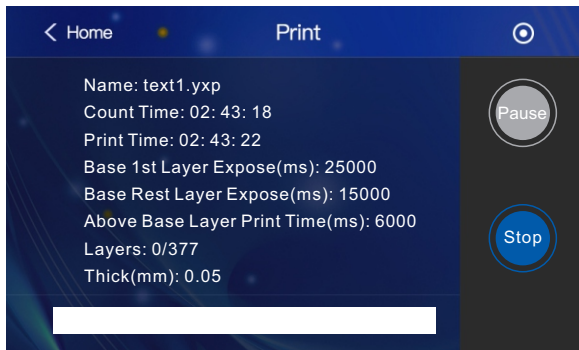 Home
Print
Name: text1.yxp
Count Time: 02: 43: 18
Print Time: 02: 43: 22
Base 1st Layer Expose(ms): 25000
Base Rest Layer Expose(ms): 15000
Above Base Layer Print Time(ms): 6000
Layers: 0/377
Thick(mm): 0.05
Pause
Stop